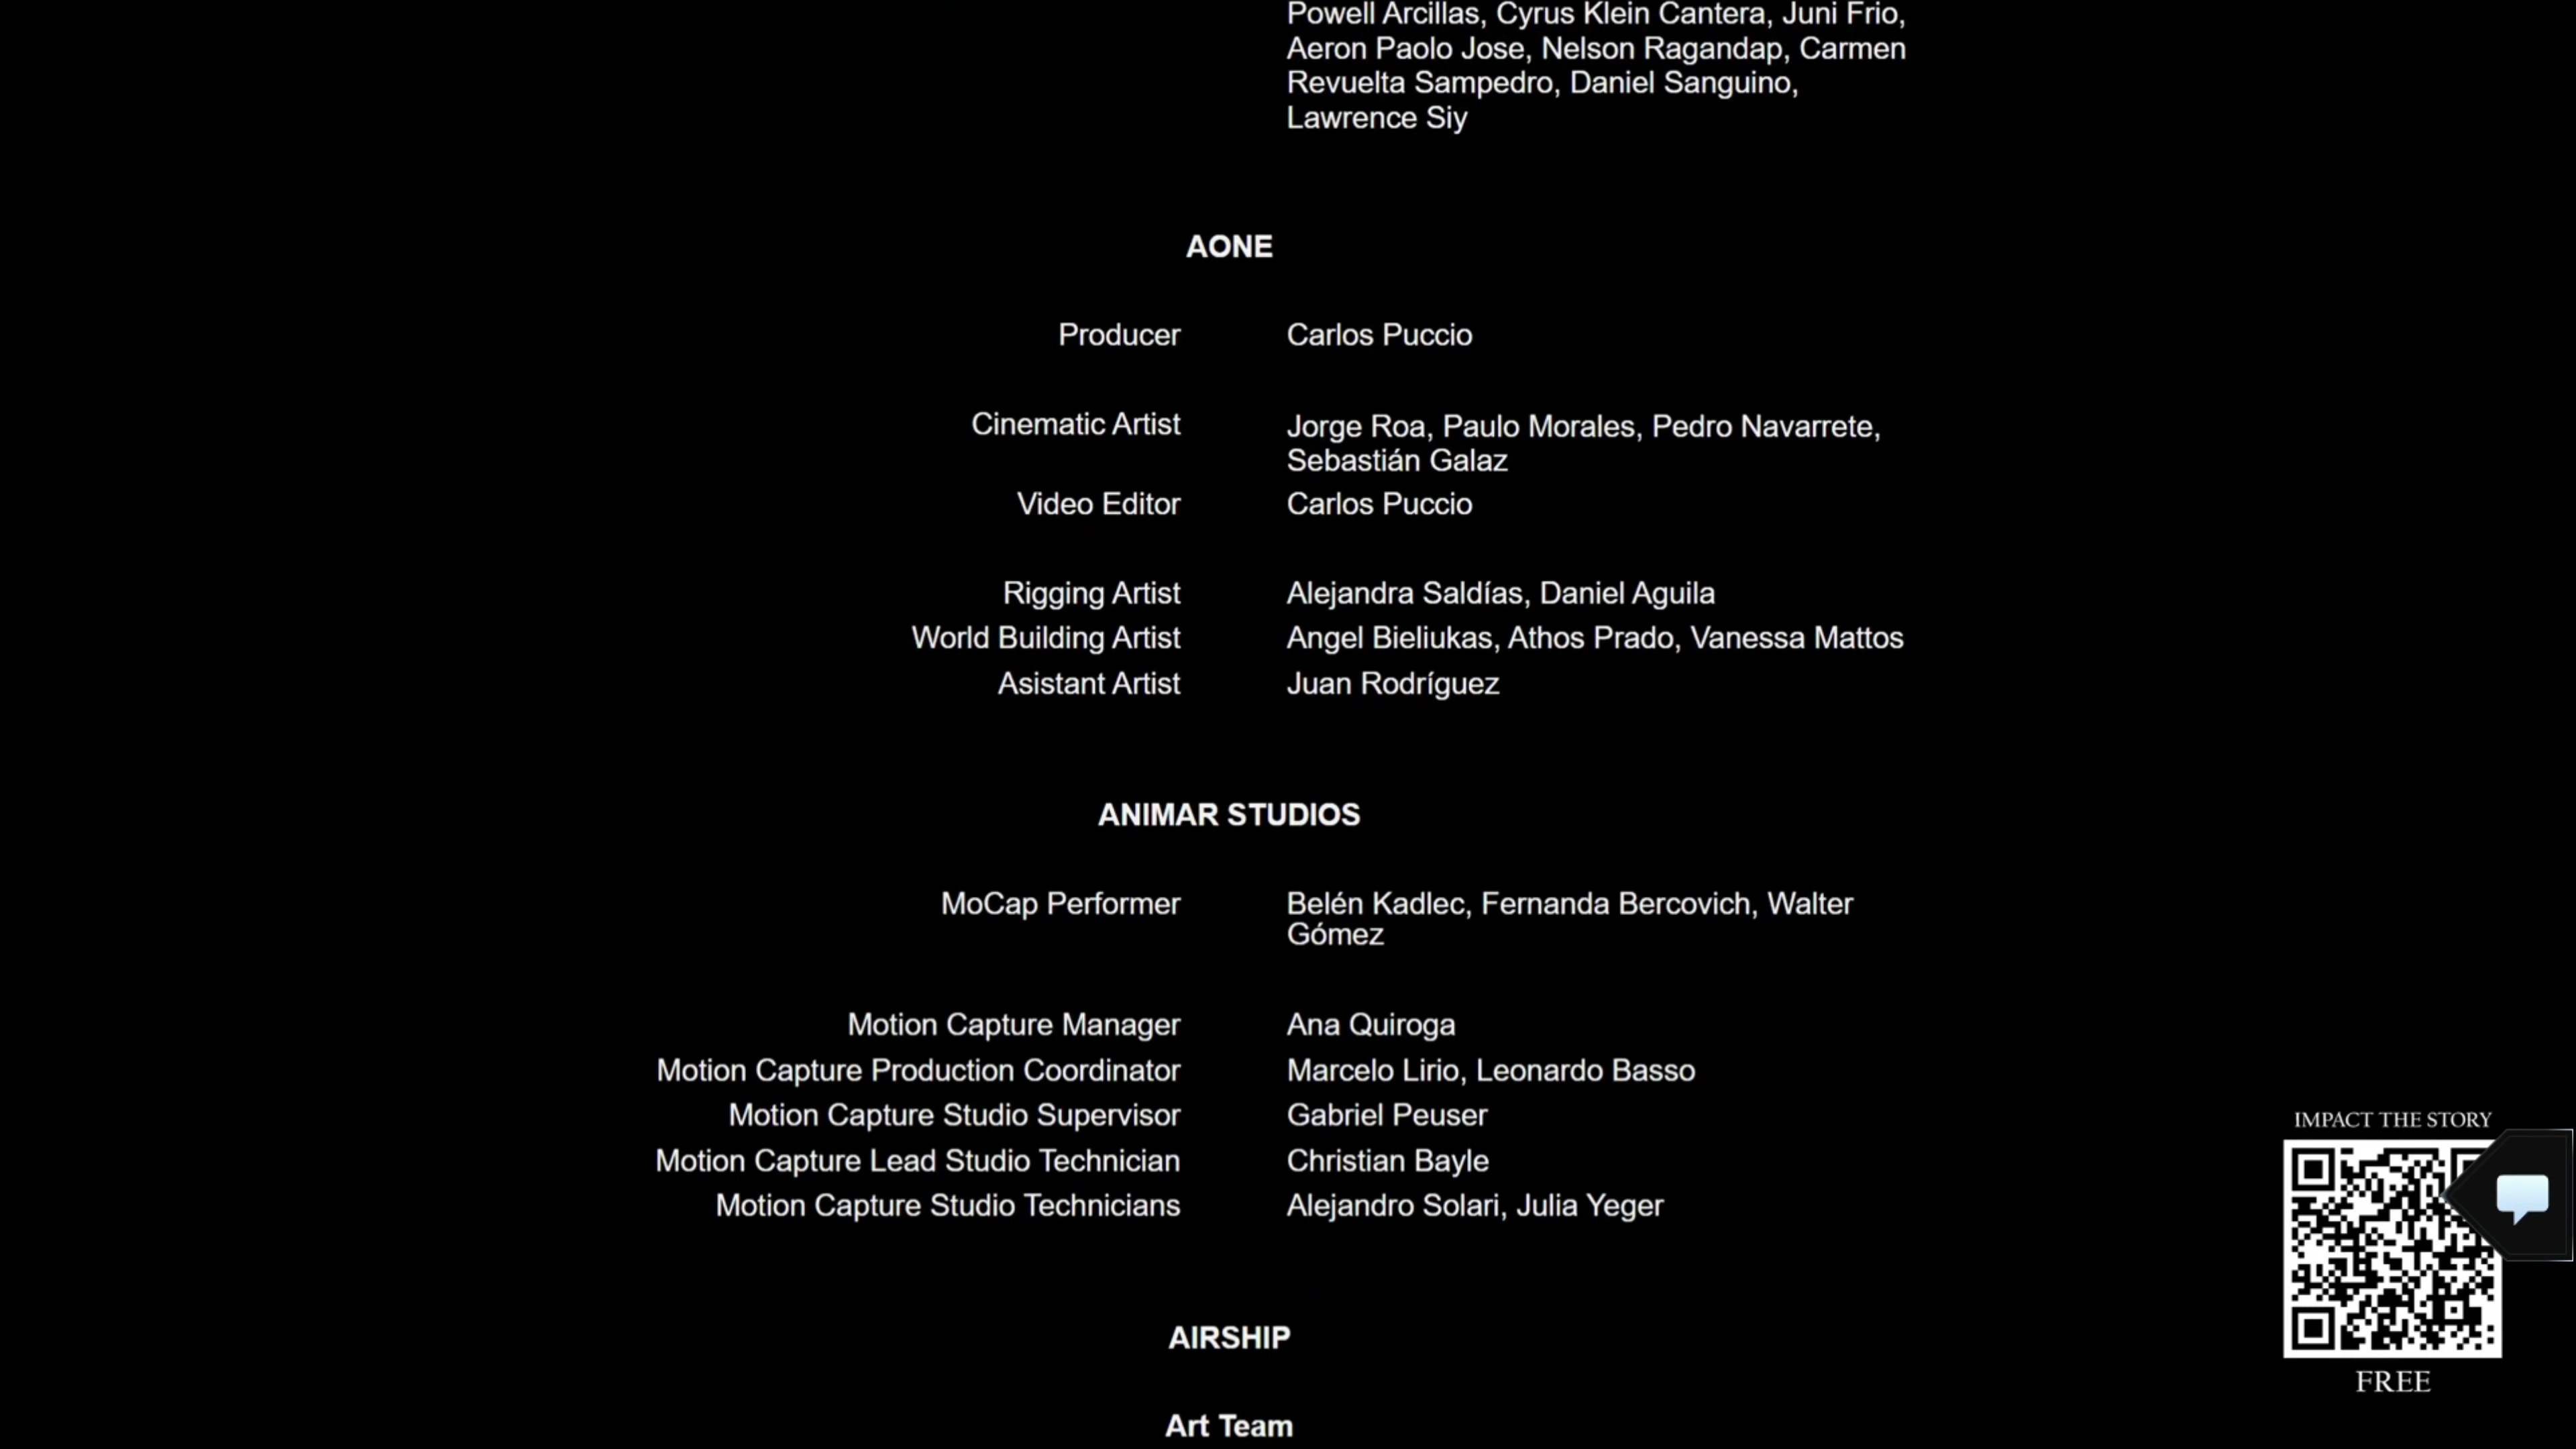 Powell Arcillas, Cyrus Klein Cantera, Juni Frio,
Aeron Paolo Jose, Nelson Ragandap, Carmen
Revuelta Sampedro, Daniel Sanguino,
Lawrence Siy
AONE
Producer Carlos Puccio
Cinematic Artist Jorge Roa, Paulo Morales, Pedro Navarrete,
Sebastián Galaz
Video Editor Carlos Puccio
Rigging Artist Alejandra Saldías, Daniel Aguila
World Building Artist Angel Bieliukas, Athos Prado, Vanessa Mattos
Asistant Artist Juan Rodríguez
ANIMAR STUDIOS
MoCap Performer Belén Kadlec, Fernanda Bercovich, Walter
Gómez
Motion Capture Manager Ana Quiroga
Motion Capture Production Coordinator Marcelo Lirio, Leonardo Basso
Motion Capture Studio Supervisor Gabriel Peuser
Motion Capture Lead Studio Technician Christian Bayle
Motion Capture Studio Technicians Alejandro Solari, Julia Yeger
AIRSHIP
Art Team
IMPACT THE STORY
FREE